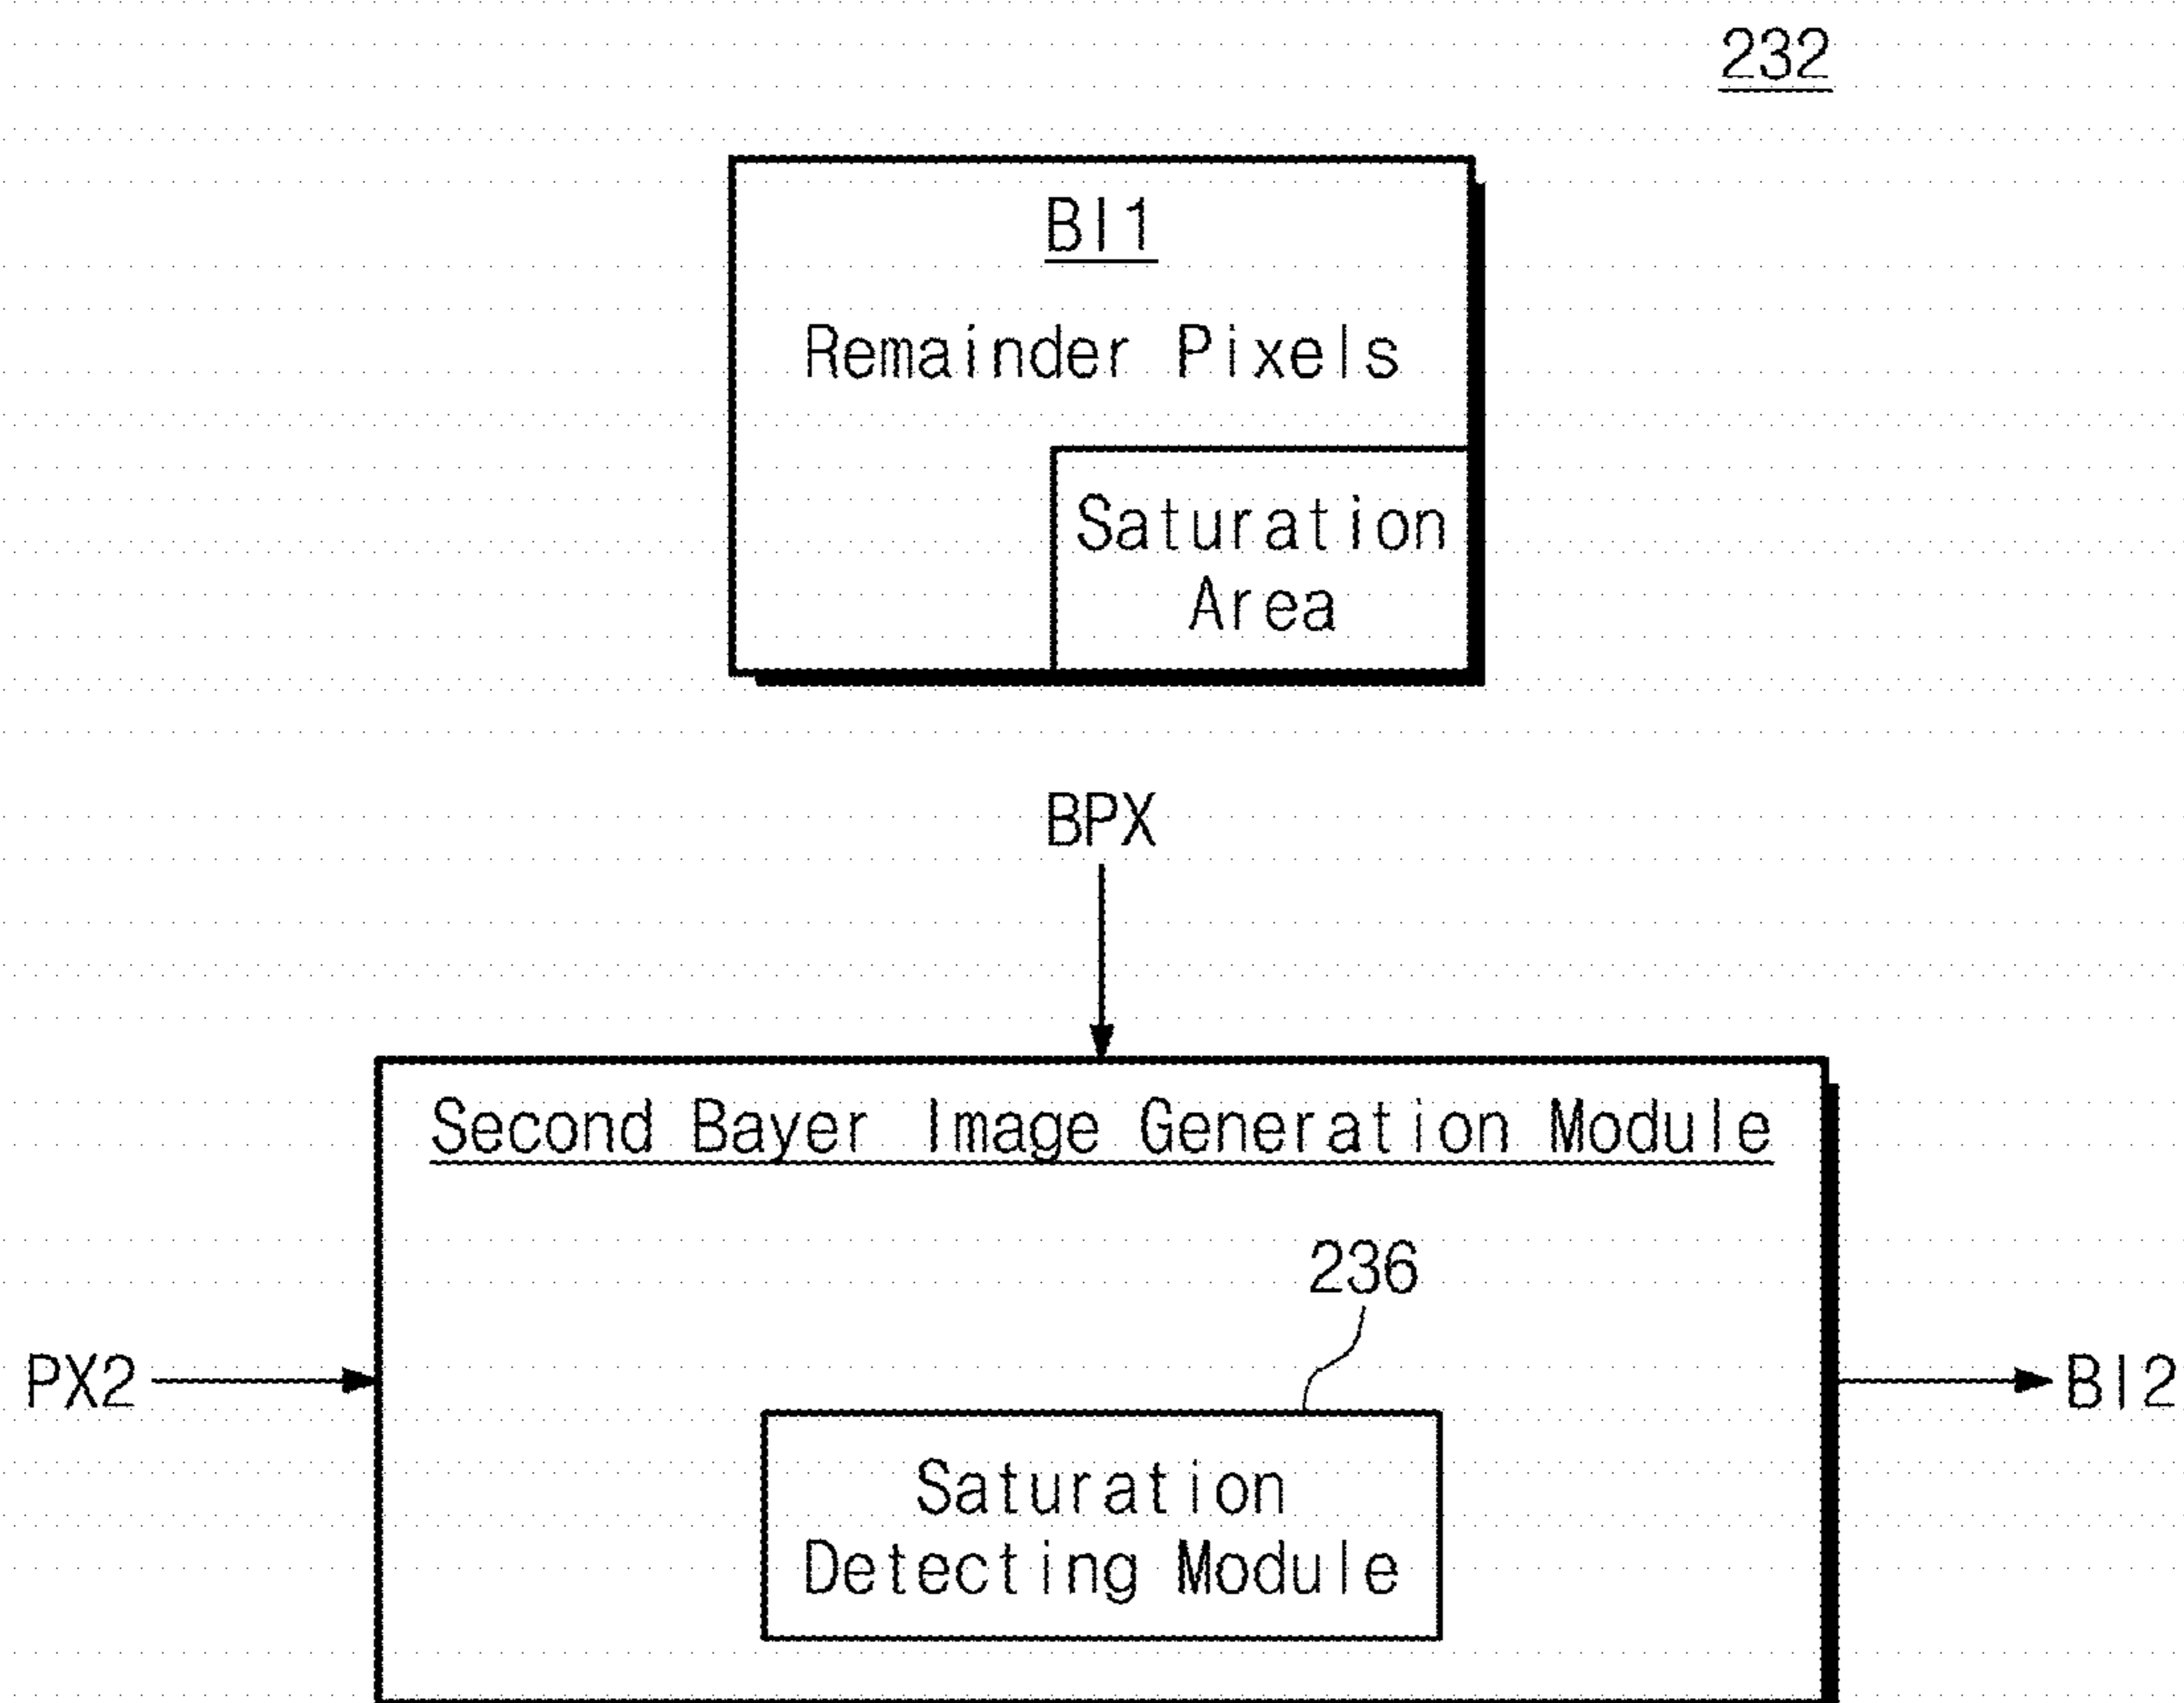 232
BI1
Remainder Pixels
Saturation
Area
BPX
Second Bayer Image Generation Module
236
PX2
BI2
Saturation
Detecting Module